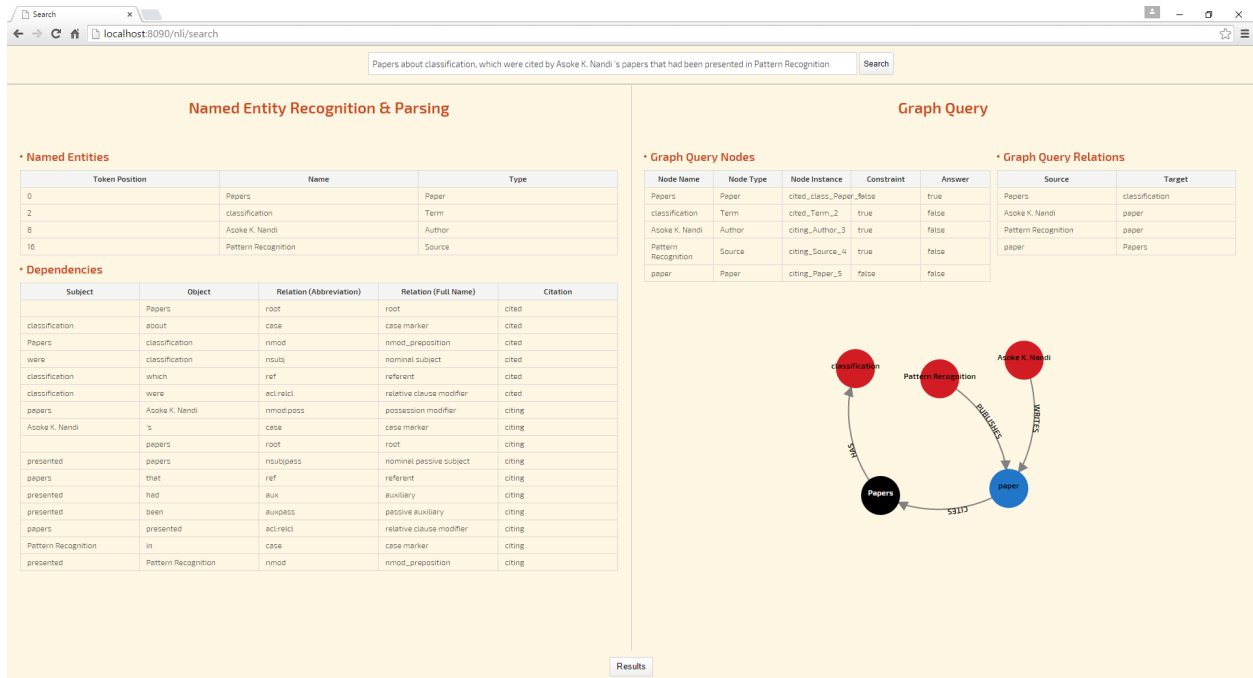 Search
localhost:8090/nli/search
Papers about classification, which were cited by Asoke K. Nandi 's papers that had been presented in Pattern Recognition Search
Named Entity Recognition & Parsing
• Named Entities
Token Position Name Type
0 Papers Paper
2 classification Term
8 Asoke K. Nandi Author
16 Pattern Recognition Source
• Dependencies
Subject Object Relation (Abbreviation) Relation (Full Name) Citation
Papers root root cited
classification about case case marker cited
Papers classification nmod nmod_preposition cited
were classification nsubj nominal subject cited
classification which ref referent cited
classification were acl:relcl relative clause modifier cited
papers Asoke K. Nandi nmod:poss possession modifier citing
Asoke K. Nandi 's case case marker citing
papers root root citing
presented papers nsubjpass nominal passive subject citing
papers that ref referent citing
presented had aux auxiliary citing
presented been auxpass passive auxiliary citing
papers presented acl:relcl relative clause modifier citing
Pattern Recognition in case case marker citing
presented Pattern Recognition nmod nmod_preposition citing
Graph Query
• Graph Query Nodes
Node Name Node Type Node Instance Constraint Answer
Papers Paper cited_class_Paper_ false true
classification Term cited_Term_2 true false
Asoke K. Nandi Author citing_Author_3 true false
Pattern Recognition Source citing_Source_4 true false
paper Paper citing_Paper_5 false false
• Graph Query Relations
Source Target
Papers classification
Asoke K. Nandi paper
Pattern Recognition paper
paper Papers
Asoke K. Nandi
classification
Pattern Recognition
PUBLISHES
WRITES
HAS
paper
Papers
CITES
Results